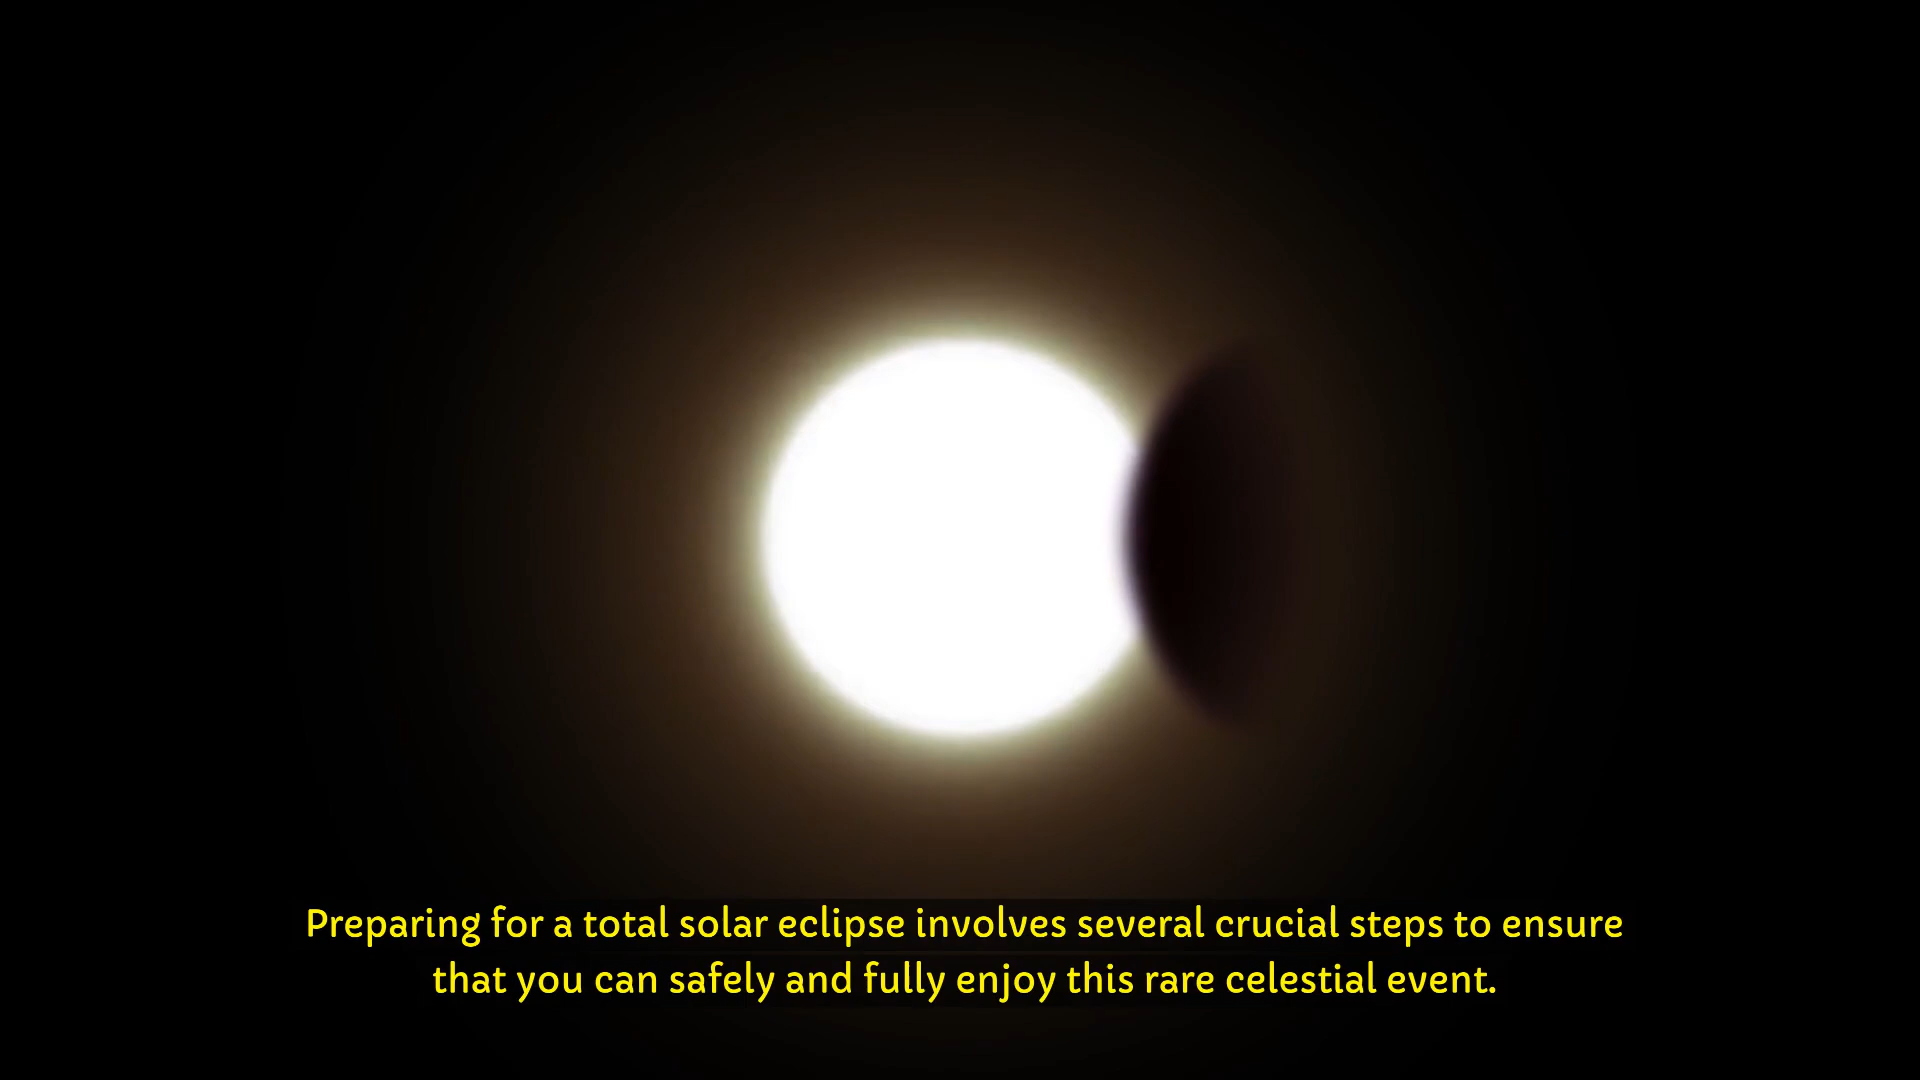 Preparing for a total solar eclipse involves several crucial steps to ensure
that you can safely and fully enjoy this rare celestial event.